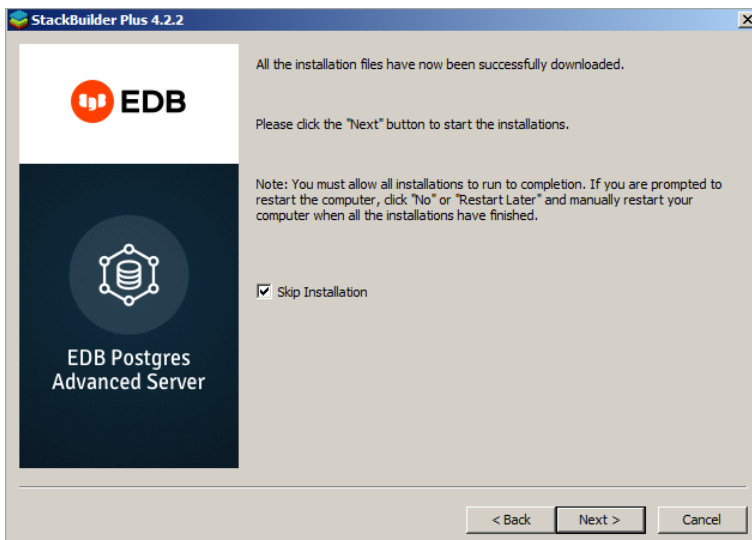 StackBuilder Plus 4.2.2
EDB
EDB Postgres
Advanced Server
All the installation files have now been successfully downloaded.
Please click the "Next" button to start the installations.
Note: You must allow all installations to run to completion. If you are prompted to
restart the computer, click "No" or "Restart Later" and manually restart your
computer when all the installations have finished.
Skip Installation
< Back
Next >
Cancel